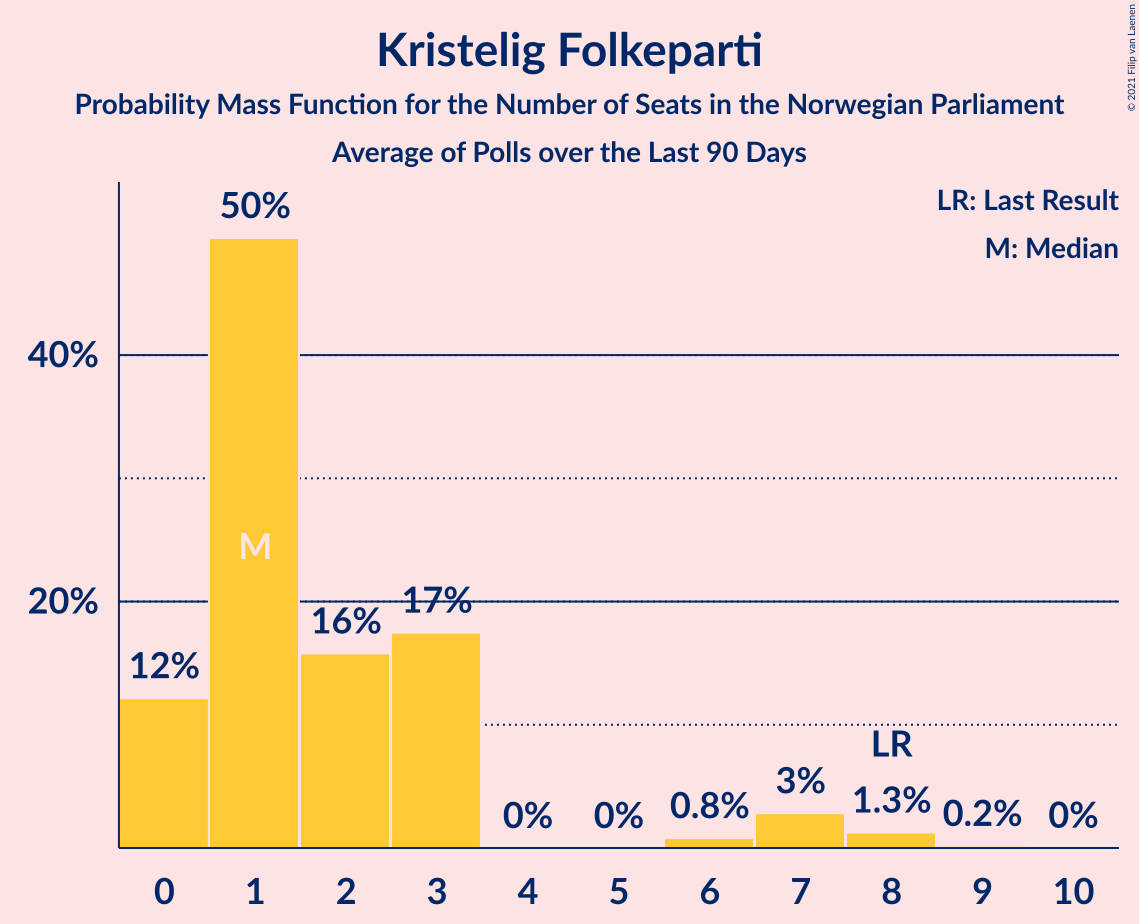 Kristelig Folkeparti
Probability Mass Function for the Number of Seats in the Norwegian Parliament
Average of Polls over the Last 90 Days
© 2021 Filip van Laenen
LR: Last Result
M: Median
50%
40%
M
20%
12%
16%
17%
0%
0%
0.8%
3%
LR
1.3%
0.2%
0%
0 1 2 3 4 5 6 7 8 9 10